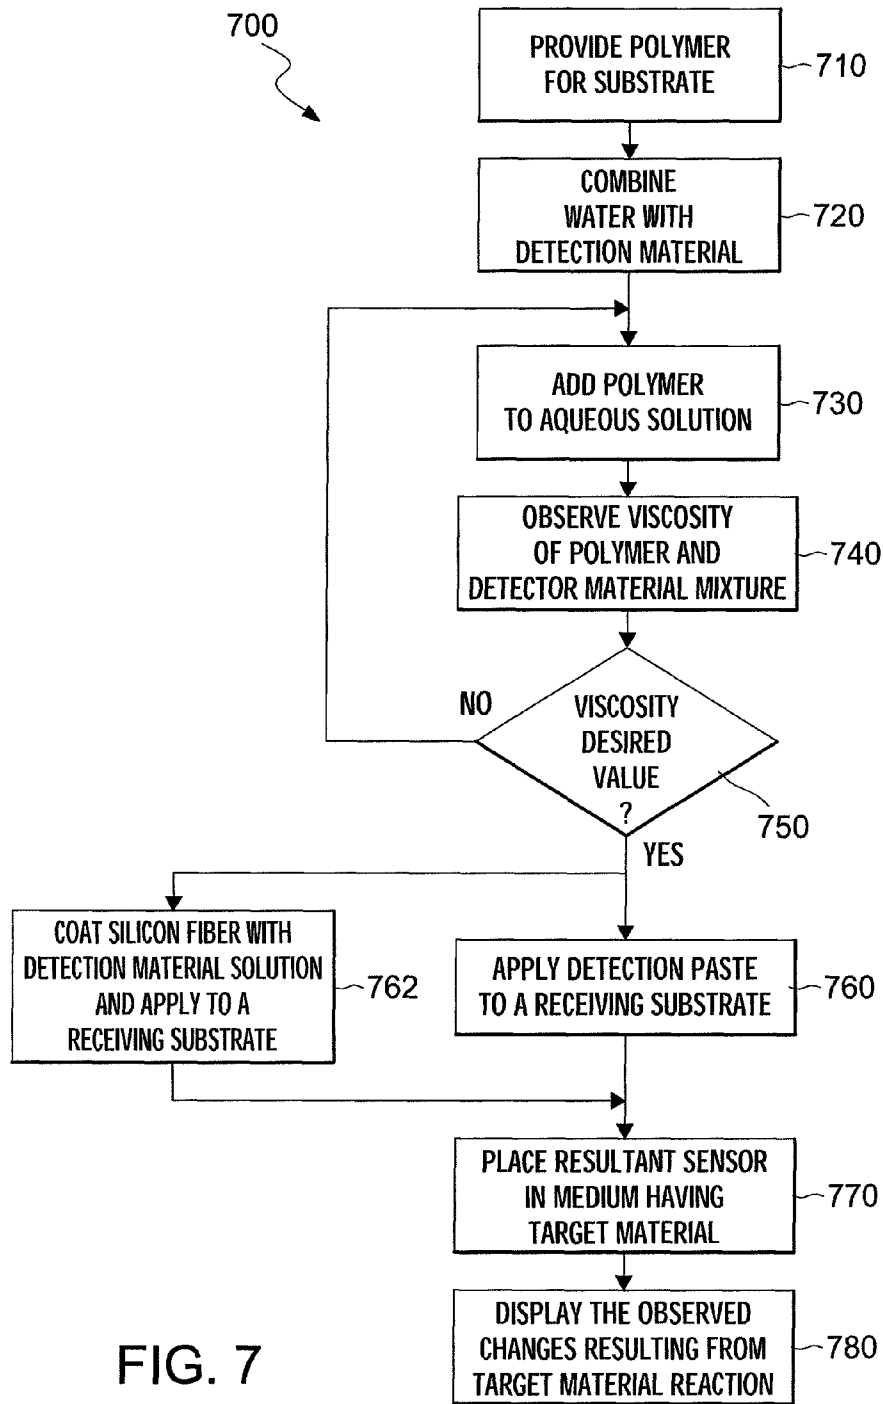 700
PROVIDE POLYMER
FOR SUBSTRATE
710
COMBINE
WATER WITH
DETECTION MATERIAL
720
ADD POLYMER
TO AQUEOUS SOLUTION
730
OBSERVE VISCOSITY
OF POLYMER AND
DETECTOR MATERIAL MIXTURE
740
NO
VISCOSITY
DESIRED
VALUE
?
750
YES
COAT SILICON FIBER WITH
DETECTION MATERIAL SOLUTION
AND APPLY TO A
RECEIVING SUBSTRATE
762
APPLY DETECTION PASTE
TO A RECEIVING SUBSTRATE
760
PLACE RESULTANT SENSOR
IN MEDIUM HAVING
TARGET MATERIAL
770
DISPLAY THE OBSERVED
CHANGES RESULTING FROM
TARGET MATERIAL REACTION
780
FIG. 7